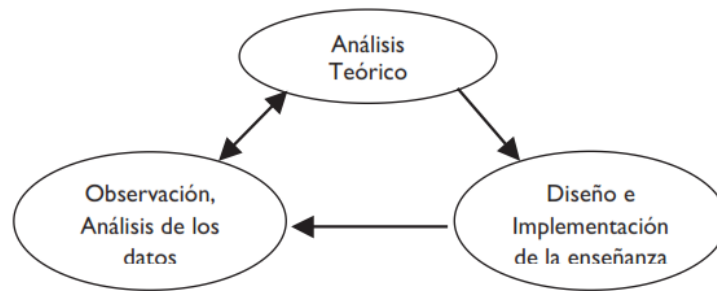 Análisis
Teórico
Observación,
Análisis de los
datos
Diseño e
Implementación
de la enseñanza